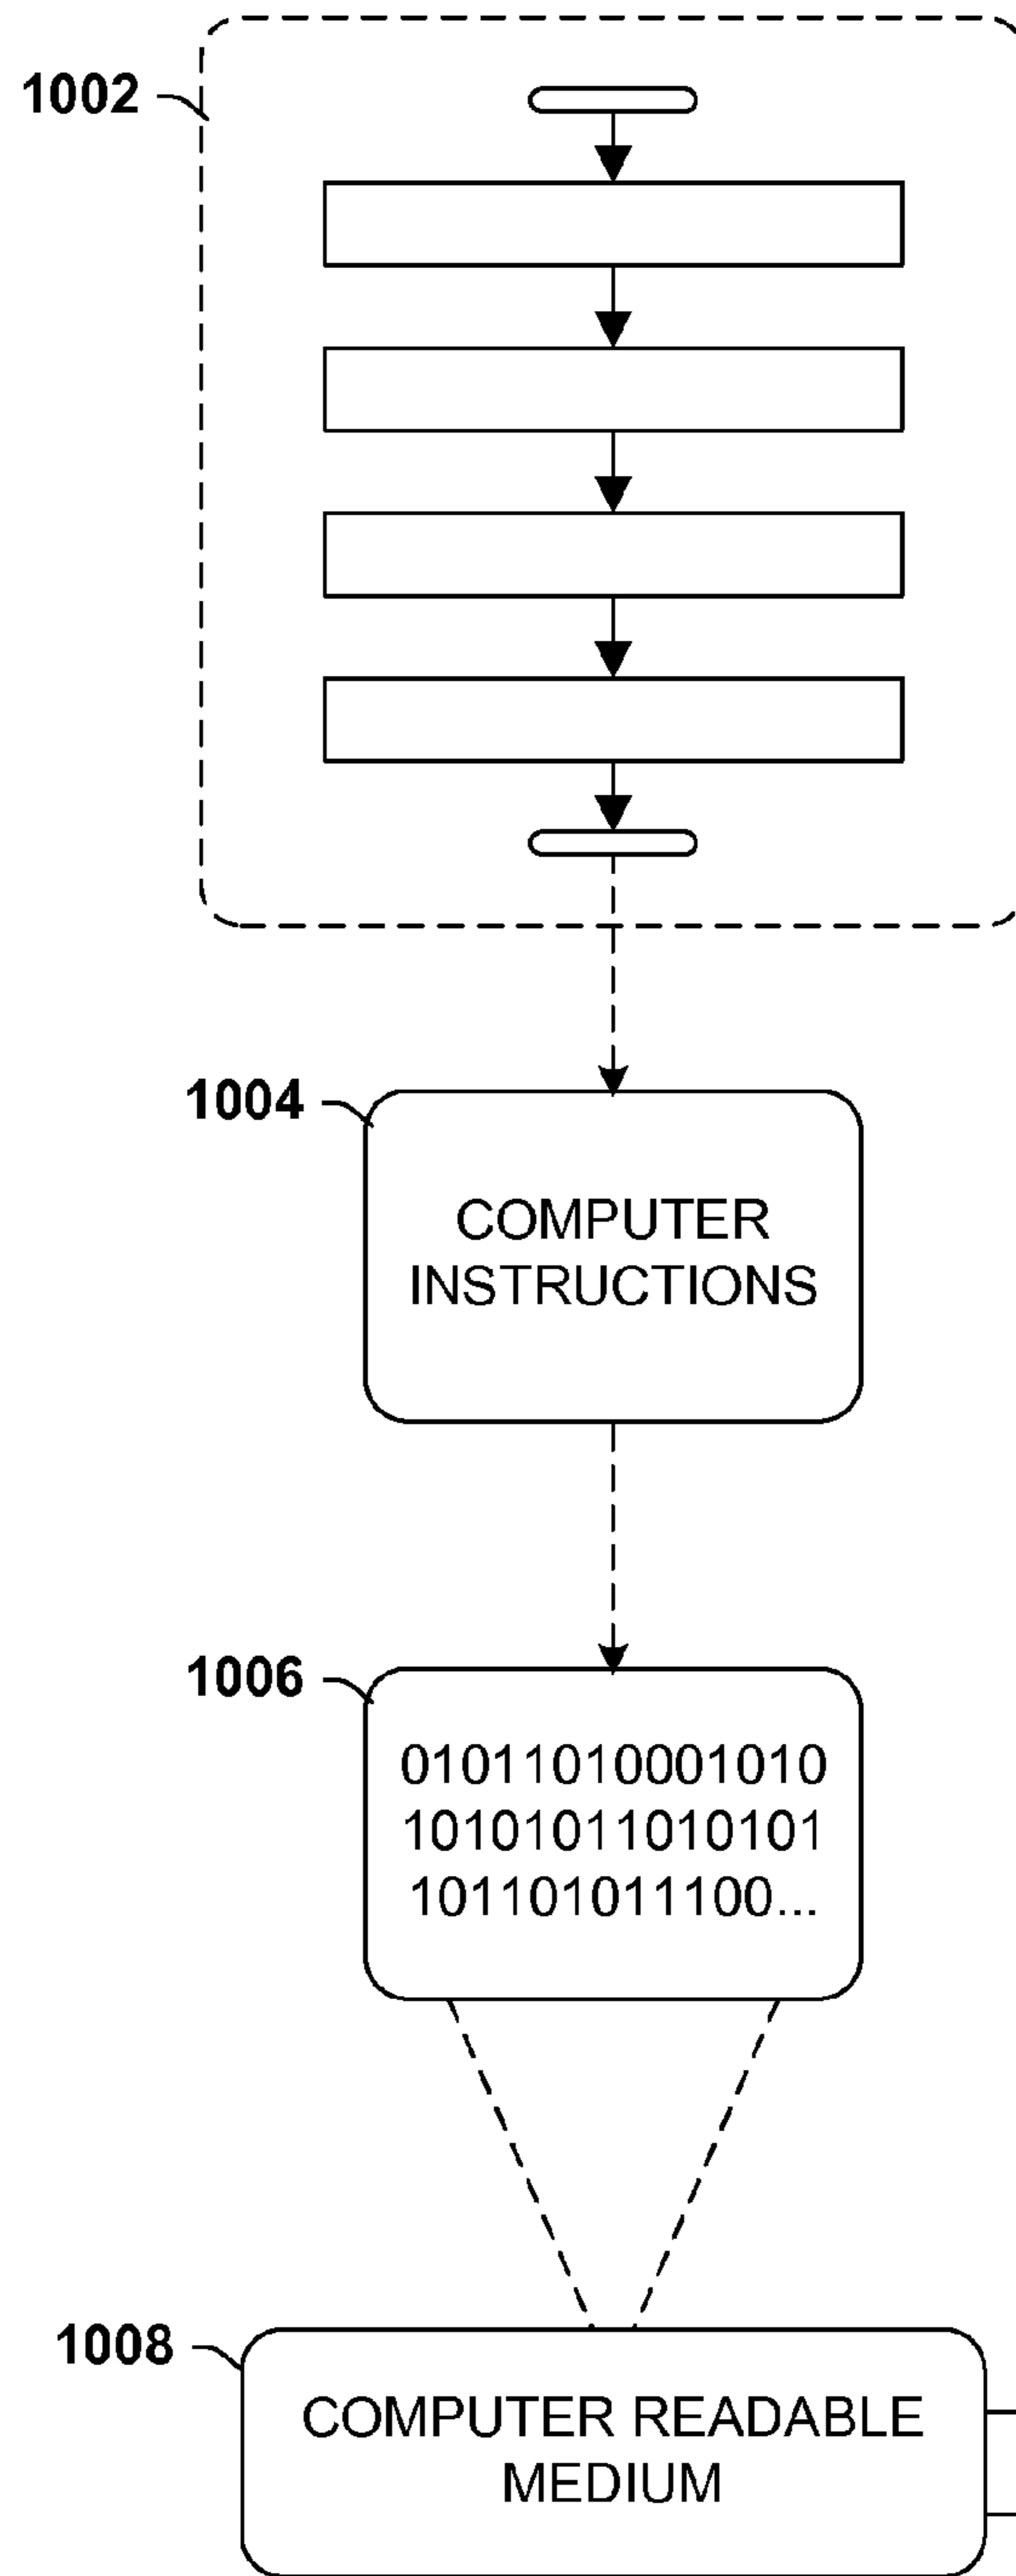 1002
1004
COMPUTER
INSTRUCTIONS
1006
01011010001010
10101011010101
101101011100...
1008
COMPUTER READABLE
MEDIUM